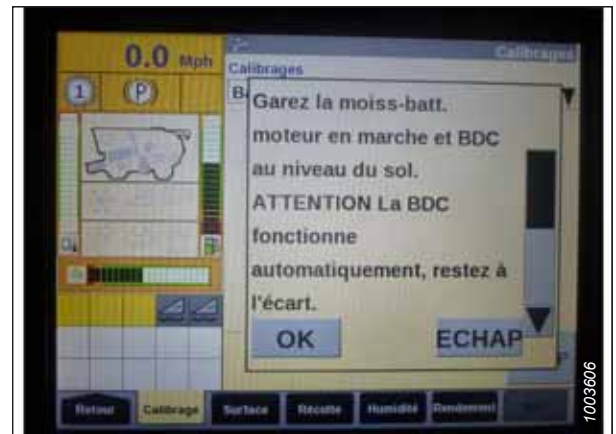 0.0 Mph
Calibrages
Calibrages
1
(P)
B
Garez la moiss-batt.
moteur en marche et BDC
au niveau du sol.
ATTENTION La BDC
fonctionne
automatiquement, restez à
l'écart.
OK
ECHAP
P
Retour
Calibrage
Surface
Récolte
Humidité
Rendement
1003606